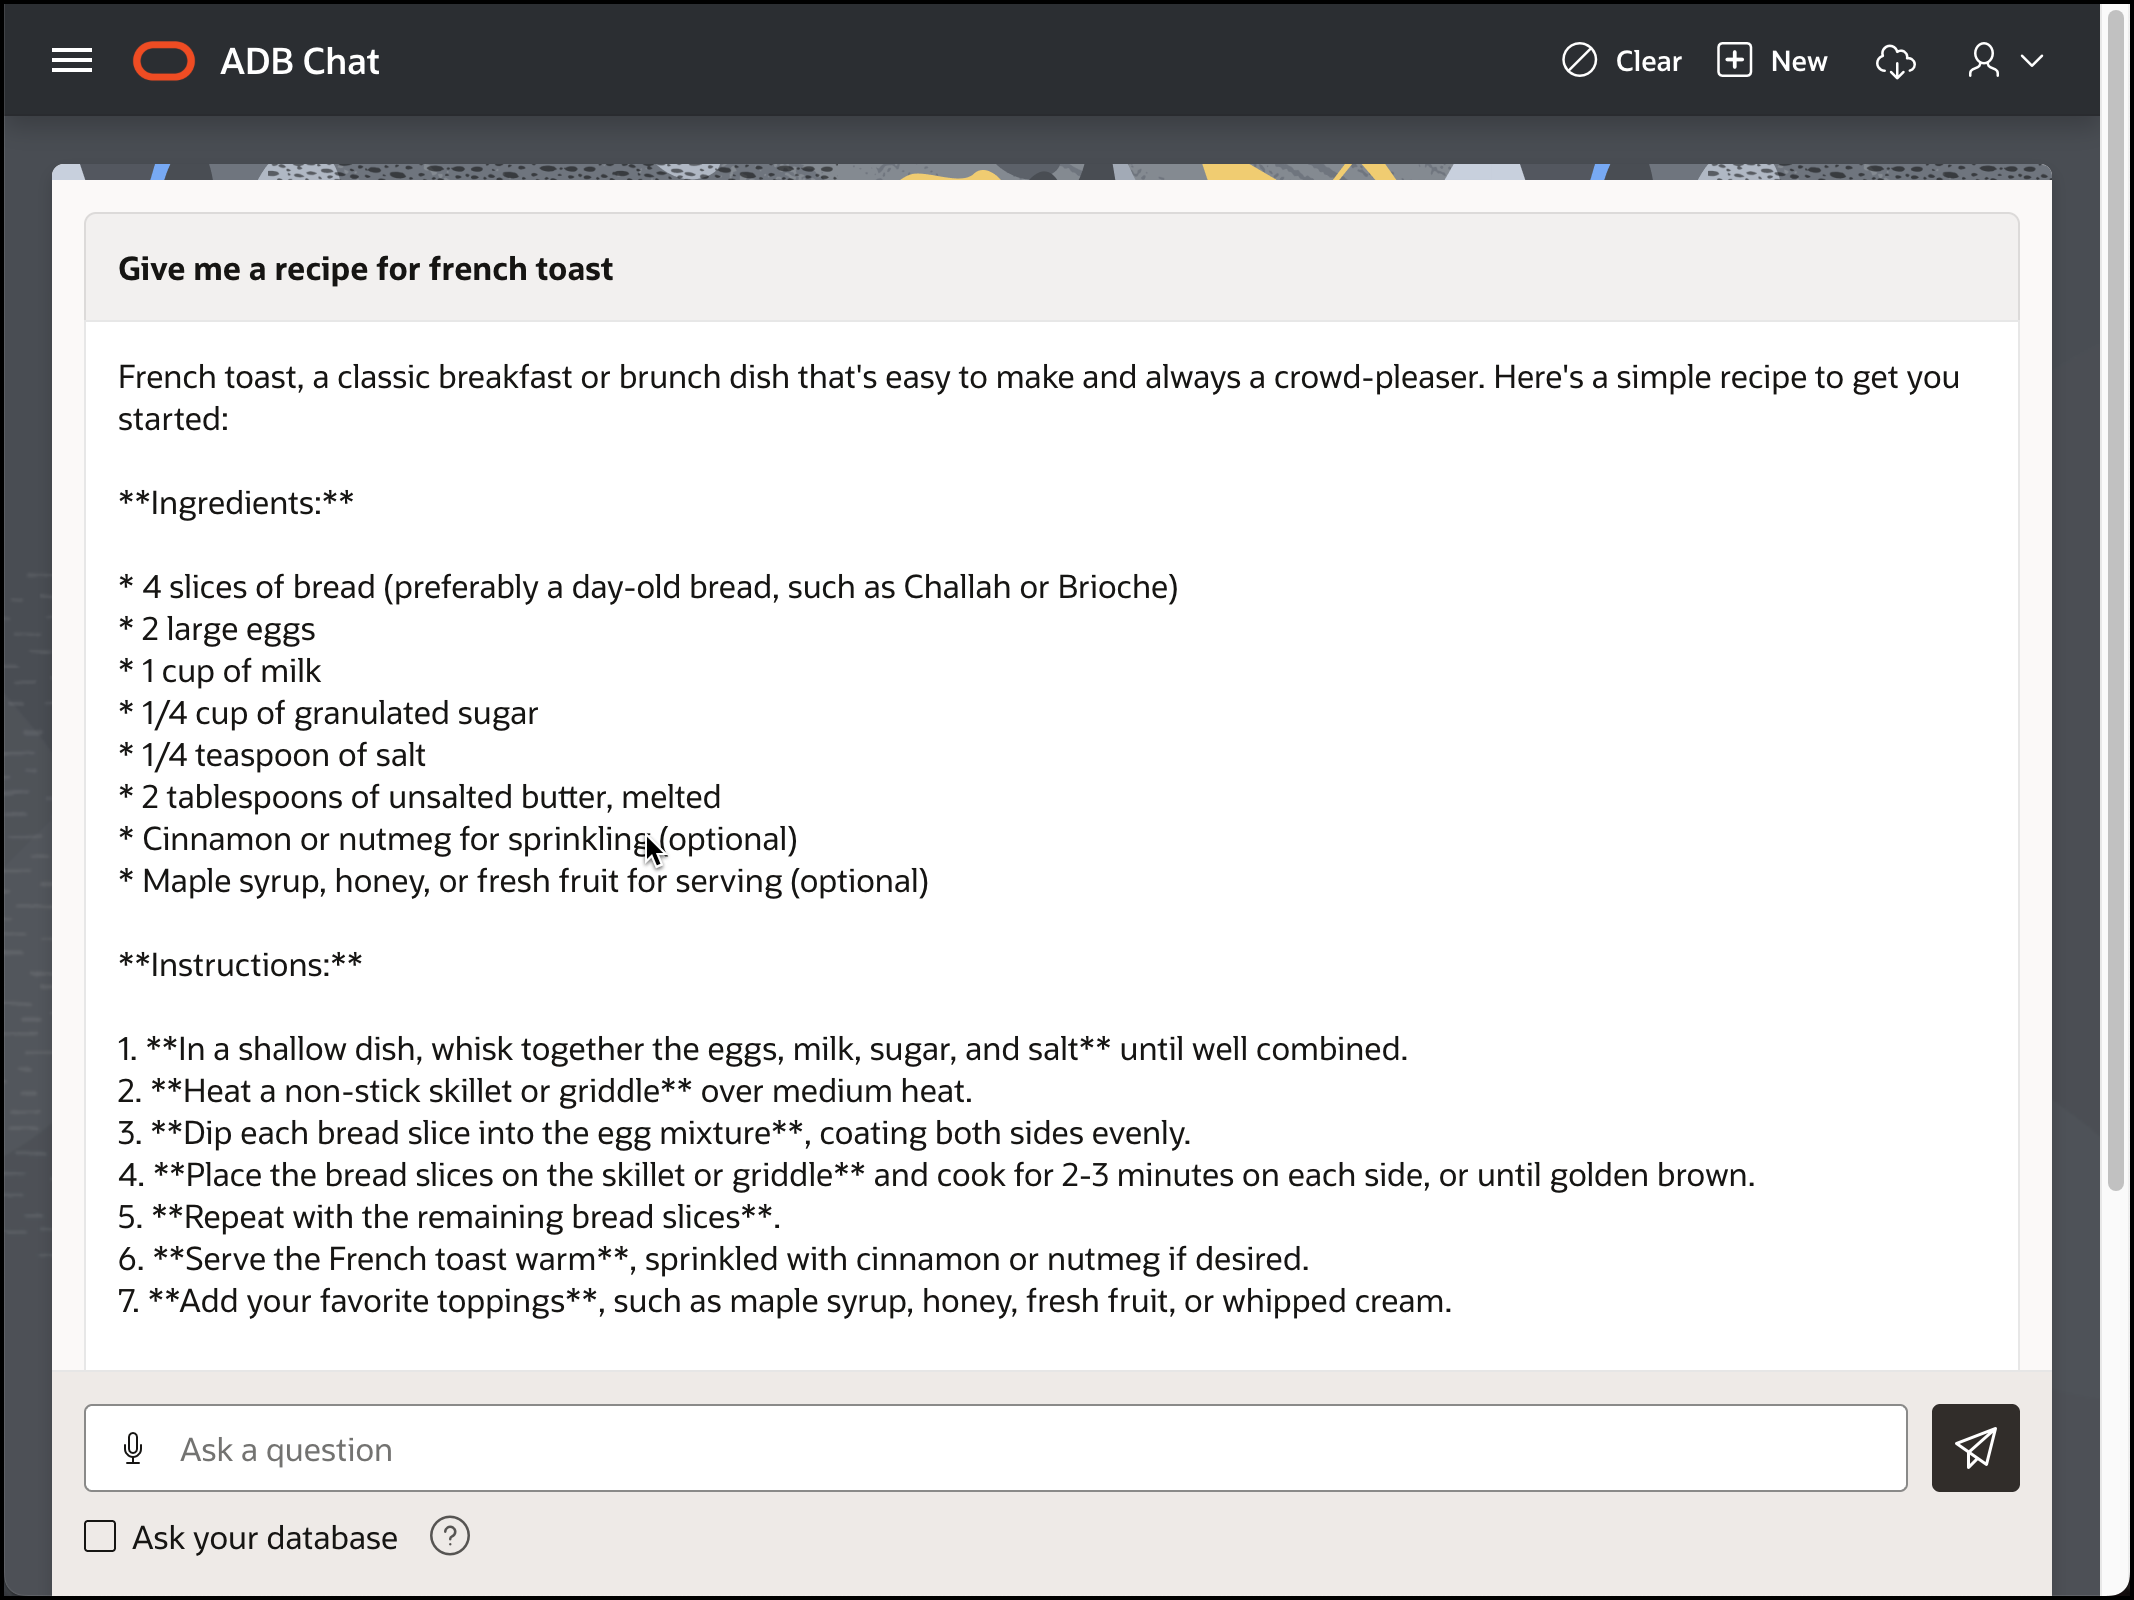 ADB Chat
Clear
New
Give me a recipe for french toast
French toast, a classic breakfast or brunch dish that's easy to make and always a crowd-pleaser. Here's a simple recipe to get you
started:
**Ingredients:**
* 4 slices of bread (preferably a day-old bread, such as Challah or Brioche)
* 2 large eggs
* 1 cup of milk
* 1/4 cup of granulated sugar
* 1/4 teaspoon of salt
* 2 tablespoons of unsalted butter, melted
* Cinnamon or nutmeg for sprinkling (optional)
* Maple syrup, honey, or fresh fruit for serving (optional)
**Instructions:**
1. **In a shallow dish, whisk together the eggs, milk, sugar, and salt** until well combined.
2. **Heat a non-stick skillet or griddle** over medium heat.
3. **Dip each bread slice into the egg mixture**, coating both sides evenly.
4. **Place the bread slices on the skillet or griddle** and cook for 2-3 minutes on each side, or until golden brown.
5. **Repeat with the remaining bread slices**.
6. **Serve the French toast warm**, sprinkled with cinnamon or nutmeg if desired.
7. **Add your favorite toppings**, such as maple syrup, honey, fresh fruit, or whipped cream.
Ask a question
Ask your database ?